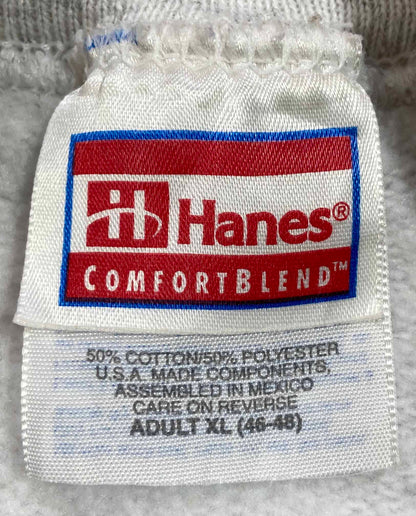 Hanes®
COMFORTBLEND™
50% COTTON/50% POLYESTER
U.S.A. MADE COMPONENTS,
ASSEMBLED IN MEXICO
CARE ON REVERSE
ADULT XL (46-48)